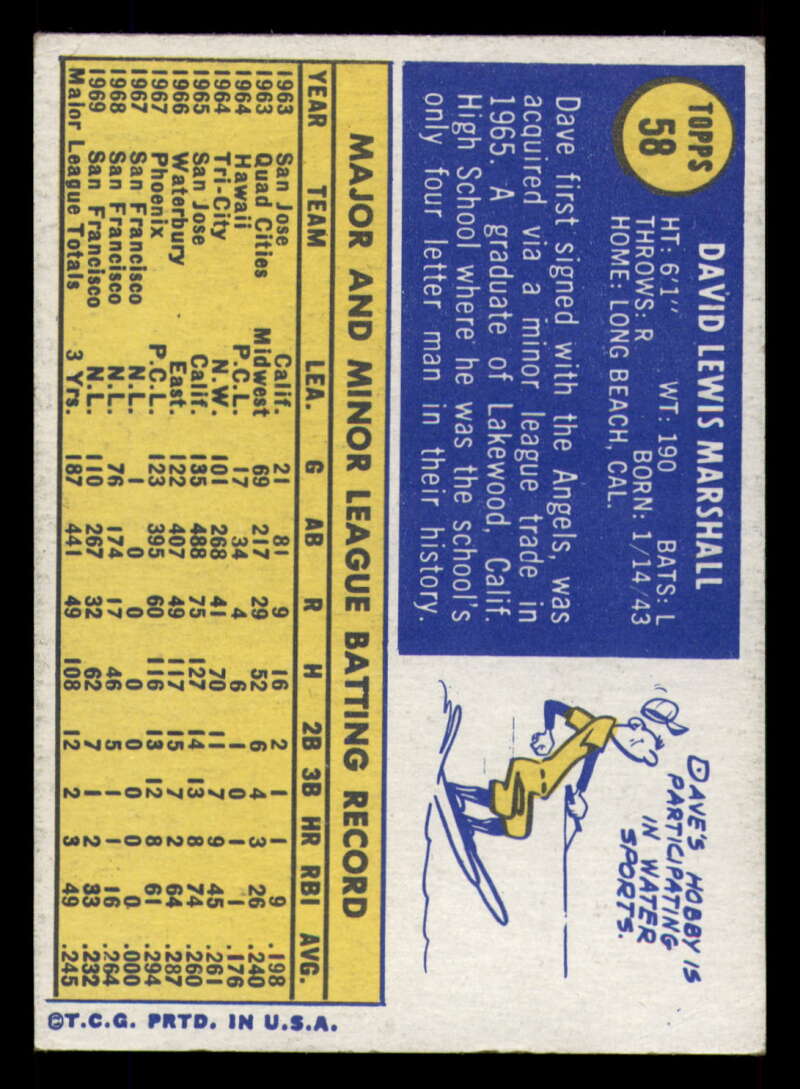 TOPPS
58
DAVID LEWIS MARSHALL
HT: 6'1" WT: 190 BATS: L
THROWS: R BORN: 1/14/43
HOME: LONG BEACH, CAL.
Dave first signed with the Angels, was
acquired via a minor league trade in
1965. A graduate of Lakewood, Calif.
High School where he was the school's
only four letter man in their history.
DAVE'S HOBBY IS
PARTICIPATING
IN WATER
SPORTS.
MAJOR AND MINOR LEAGUE BATTING RECORD
YEAR TEAM LEA. G AB R H 2B 3B HR RBI AVG.
1963 San Jose Calif. 21 81 9 16 2 1 1 9 .198
1963 Quad Cities Midwest 69 217 29 52 6 4 3 26 .240
1964 Hawaii P.C.L. 17 34 4 6 1 0 1 1 .176
1964 Tri-City N.W. 101 268 41 70 11 7 9 45 .261
1965 San Jose Calif. 135 488 75 127 14 13 8 74 .260
1966 Waterbury East. 122 407 49 117 15 7 2 64 .287
1967 Phoenix P.C.L. 123 395 60 116 13 12 8 61 .294
1967 San Francisco N.L. 1 0 0 0 0 0 0 0 .000
1968 San Francisco N.L. 76 174 17 46 5 1 1 16 .264
1969 San Francisco N.L. 110 267 32 62 7 1 2 33 .232
Major League Totals 3 Yrs. 187 441 49 108 12 2 3 49 .245
©T.C.G. PRTD. IN U.S.A.